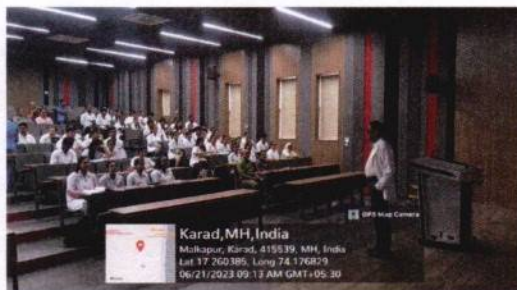 GPS Map Camera
Karad, MH, India
Malkapur, Karad, 415539, MH, India
Lat 17.260385, Long 74.176829
06/21/2023 09:13 AM GMT+05:30